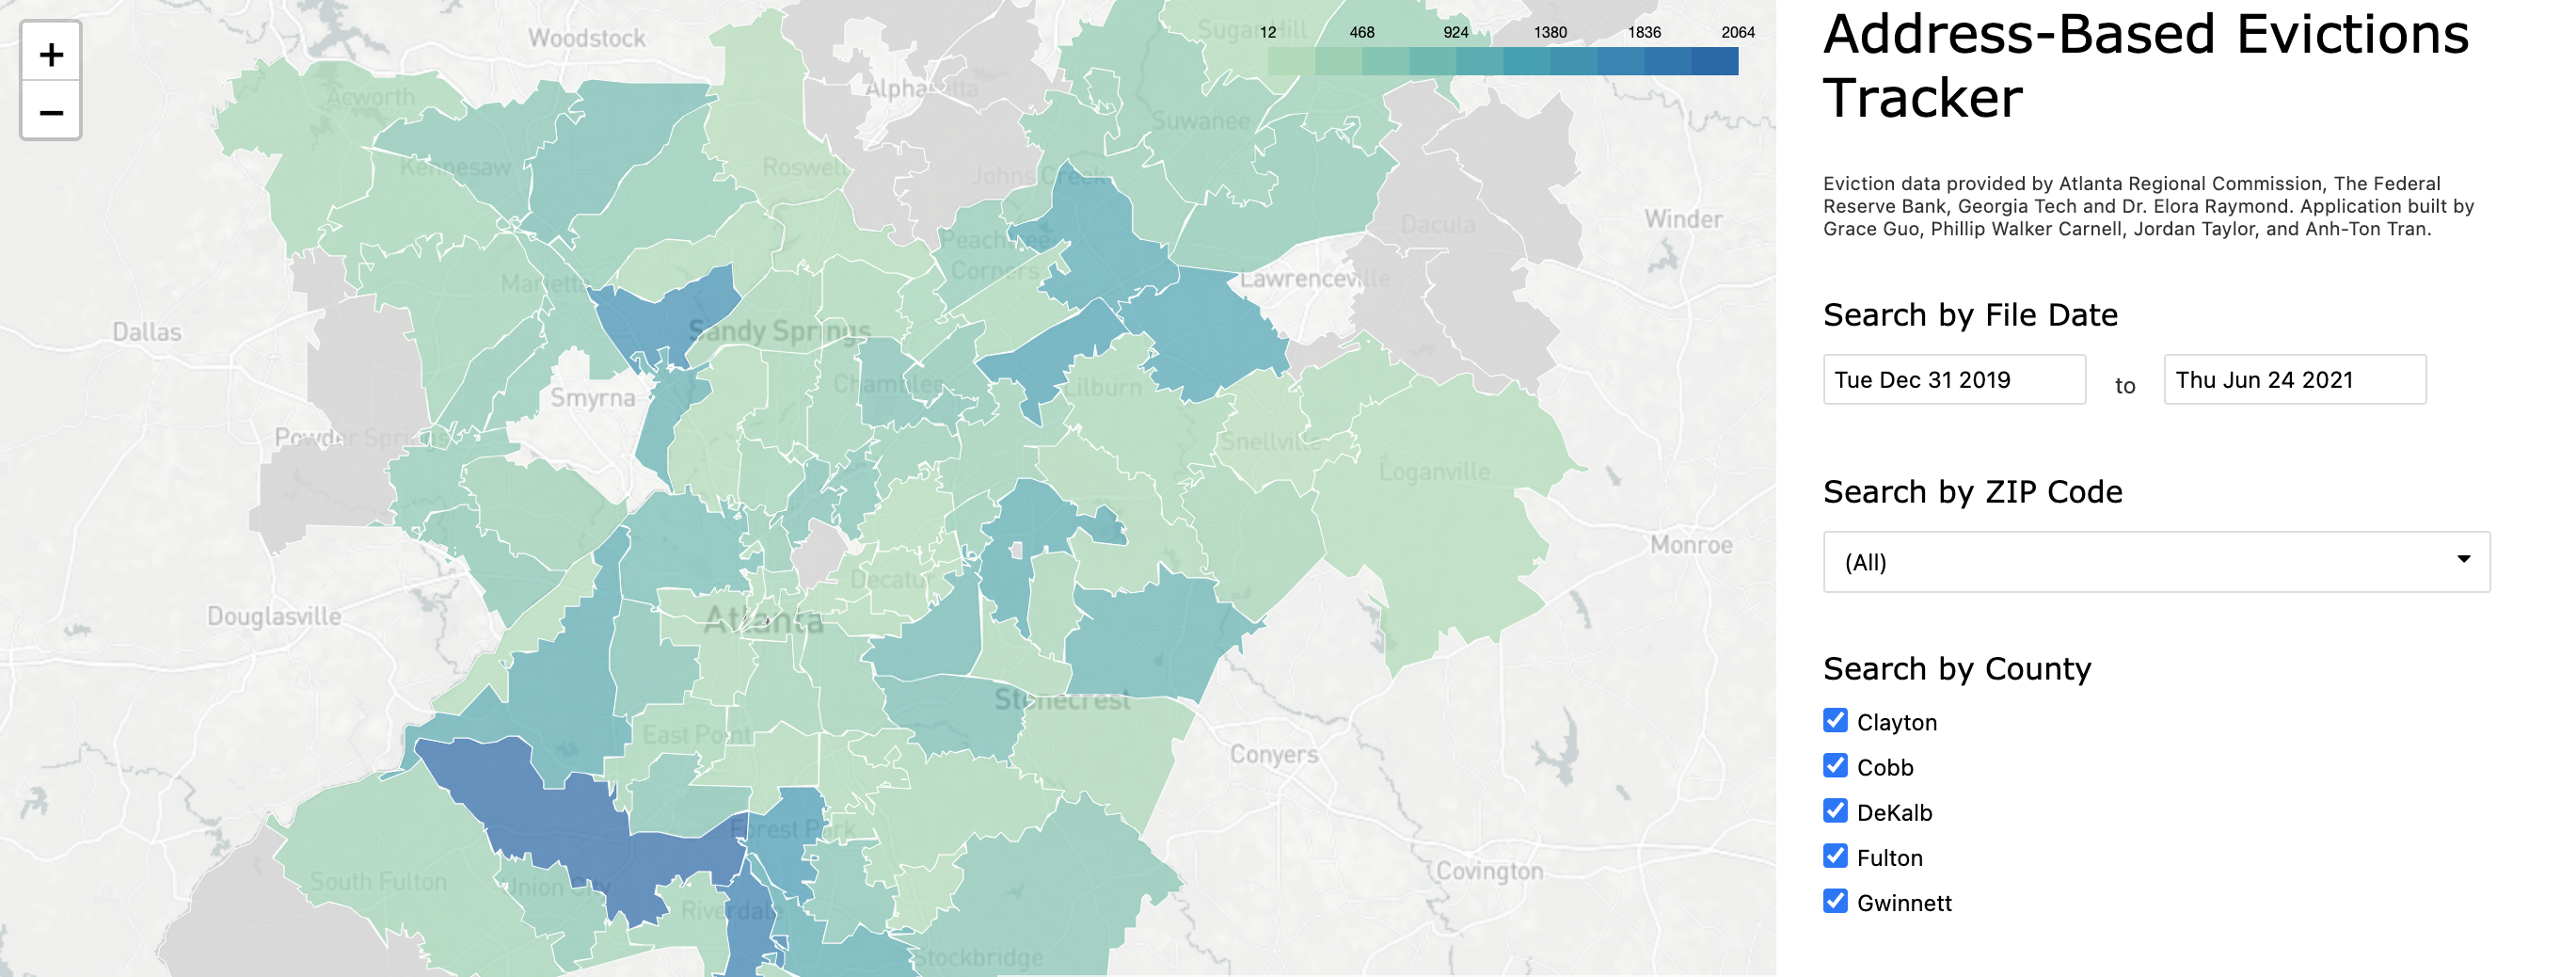 +
−
Woodstock
Sugar Hill
12 468 924 1380 1836 2064
Acworth
Alpharetta
Suwanee
Kennesaw
Roswell
Johns Creek
Dacula
Winder
Peachtree
Corners
Marietta
Lawrenceville
Dallas
Sandy Springs
Smyrna
Chamblee
Lilburn
Powder Springs
Snellville
Loganville
Monroe
Decatur
Douglasville
Atlanta
Stonecrest
East Point
Conyers
Forest Park
South Fulton
Union City
Covington
Riverdale
Stockbridge
Address-Based Evictions
Tracker
Eviction data provided by Atlanta Regional Commission, The Federal
Reserve Bank, Georgia Tech and Dr. Elora Raymond. Application built by
Grace Guo, Phillip Walker Carnell, Jordan Taylor, and Anh-Ton Tran.
Search by File Date
Tue Dec 31 2019 to Thu Jun 24 2021
Search by ZIP Code
(All)
Search by County
Clayton
Cobb
DeKalb
Fulton
Gwinnett